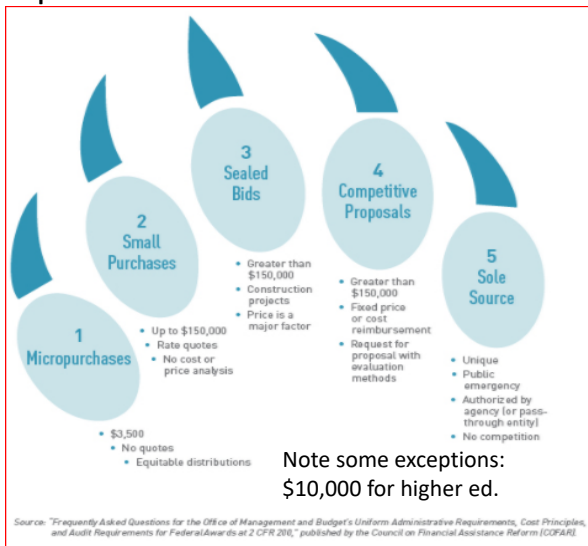 1
Micropurchases
• $3,500
• No quotes
• Equitable distributions
2
Small
Purchases
• Up to $150,000
• Rate quotes
• No cost or
price analysis
3
Sealed
Bids
• Greater than
$150,000
• Construction
projects
• Price is a
major factor
4
Competitive
Proposals
• Greater than
$150,000
• Fixed price
or cost
reimbursement
• Request for
proposal with
evaluation
methods
5
Sole
Source
• Unique
• Public
emergency
• Authorized by
agency (or pass-
through entity)
• No competition
Note some exceptions:
$10,000 for higher ed.
Source: "Frequently Asked Questions for the Office of Management and Budget's Uniform Administrative Requirements, Cost Principles,
and Audit Requirements for Federal Awards at 2 CFR 200," published by the Council on Financial Assistance Reform (COFAR).